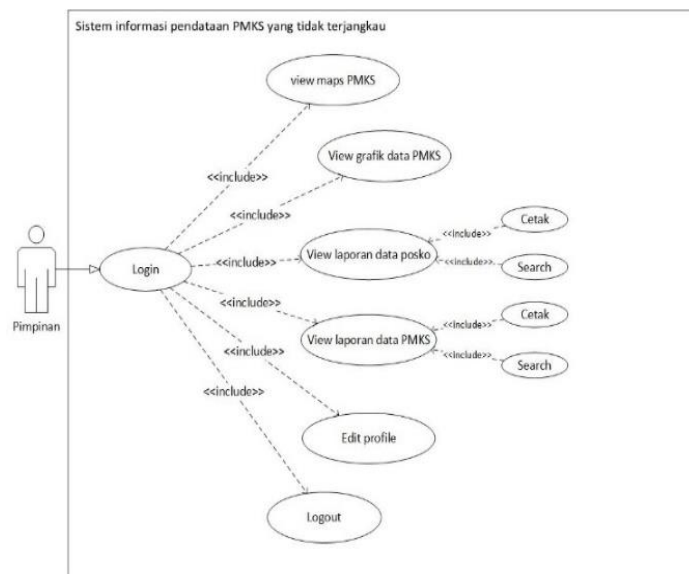 Sistem informasi pendataan PMKS yang tidak terjangkau
view maps PMKS
<<include>>
View grafik data PMKS
<<include>>
Cetak
<<include>>
View laporan data posko
<<include>>
<<include>>
Search
Login
Pimpinan
<<include>>
Cetak
<<include>>
View laporan data PMKS
<<include>>
Search
<<include>>
<<include>>
Edit profile
Logout